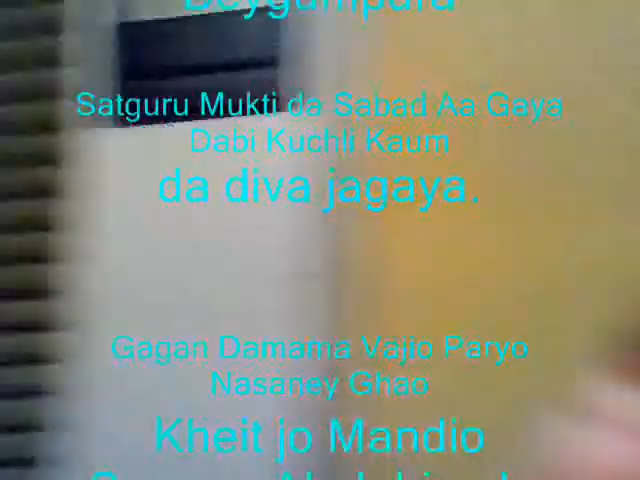 Beygumpura
Satguru Mukti da Sabad Aa Gaya
Dabi Kuchli Kaum
da diva jagaya.
Gagan Damama Vajio Paryo
Nasaney Ghao
Kheit jo Mandio